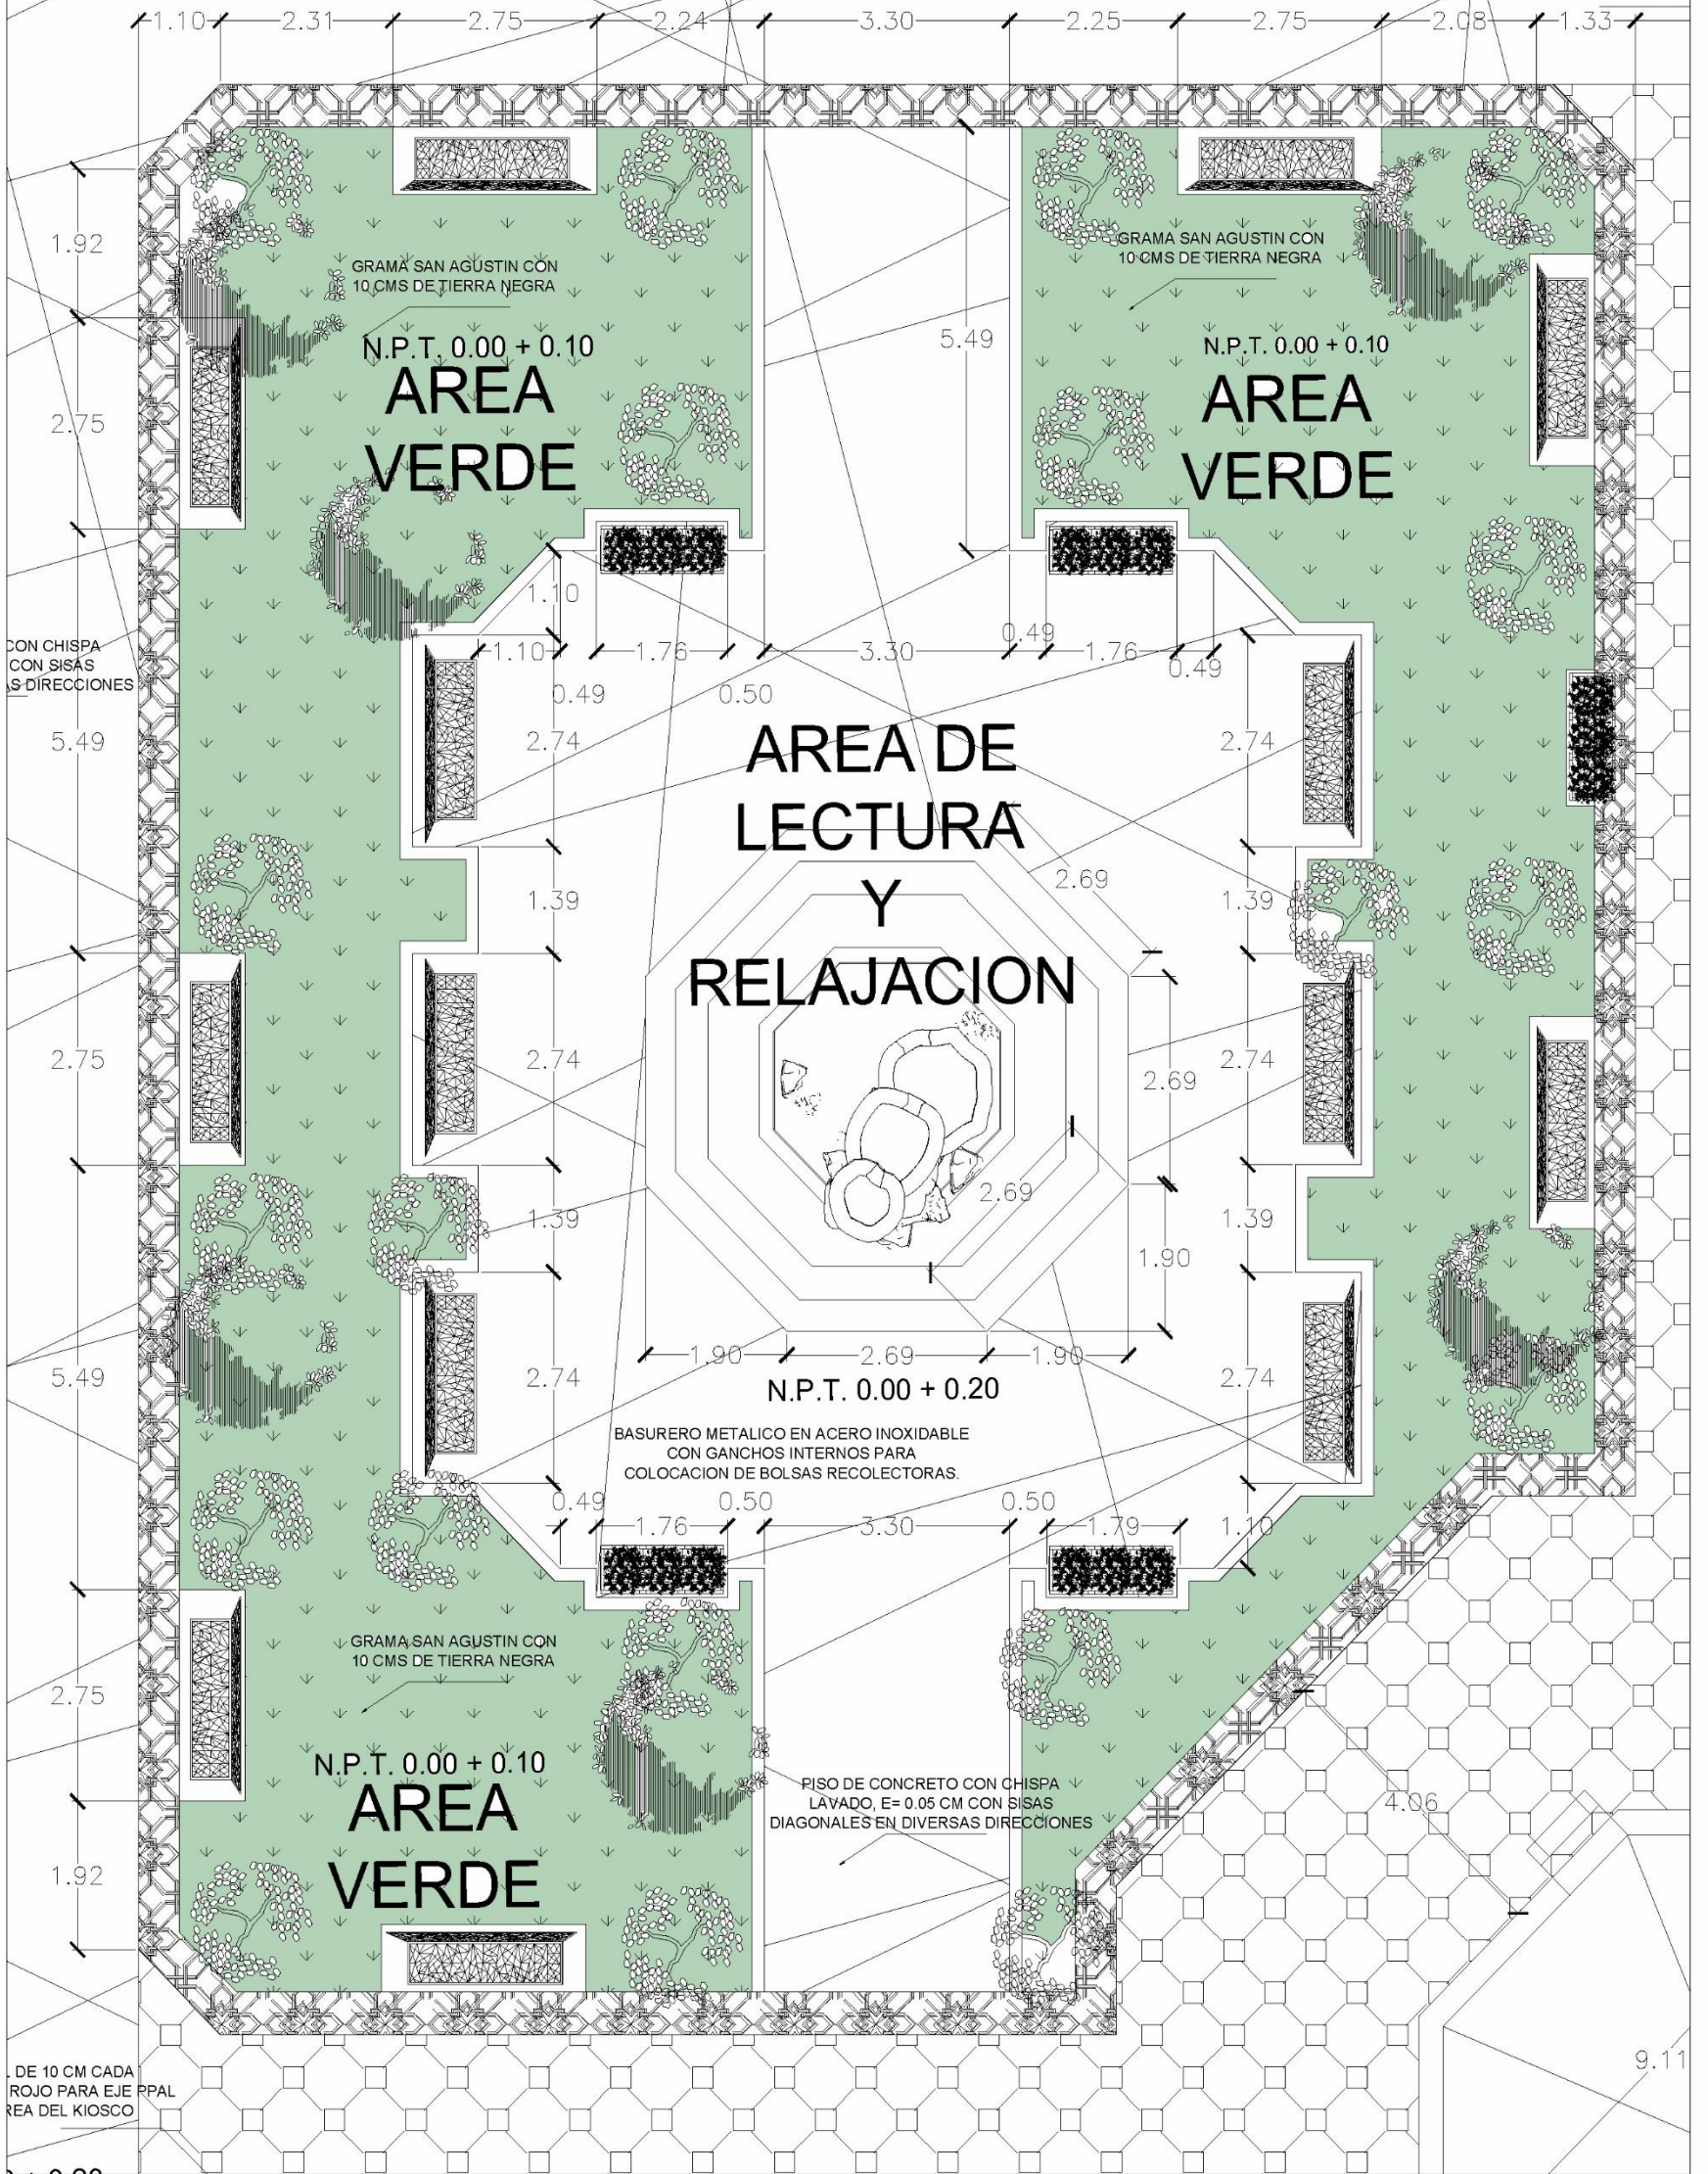 1.10 2.31 2.75 2.24 3.30 2.25 2.75 2.08 1.33
1.92
GRAMA SAN AGUSTIN CON
10 CMS DE TIERRA NEGRA
N.P.T. 0.00 + 0.10
AREA
VERDE
GRAMA SAN AGUSTIN CON
10 CMS DE TIERRA NEGRA
N.P.T. 0.00 + 0.10
AREA
VERDE
5.49
2.75
1.10
1.10 1.76 3.30 0.49 1.76 0.49
0.49 0.50
CON CHISPA
CON SISAS
AS DIRECCIONES
5.49
2.74
2.74
AREA DE
LECTURA
Y
RELAJACION
2.69
1.39
1.39
2.75
2.74
2.69
2.74
2.69
1.39
1.39
1.90
5.49
2.74
1.90 2.69 1.90
2.74
N.P.T. 0.00 + 0.20
BASURERO METALICO EN ACERO INOXIDABLE
CON GANCHOS INTERNOS PARA
COLOCACION DE BOLSAS RECOLECTORAS.
0.49 0.50 0.50
1.76 3.30 1.79 1.10
GRAMA SAN AGUSTIN CON
10 CMS DE TIERRA NEGRA
2.75
N.P.T. 0.00 + 0.10
AREA
VERDE
PISO DE CONCRETO CON CHISPA
LAVADO, E= 0.05 CM CON SISAS
DIAGONALES EN DIVERSAS DIRECCIONES
4.06
1.92
9.11
. DE 10 CM CADA
ROJO PARA EJE PPAL
REA DEL KIOSCO